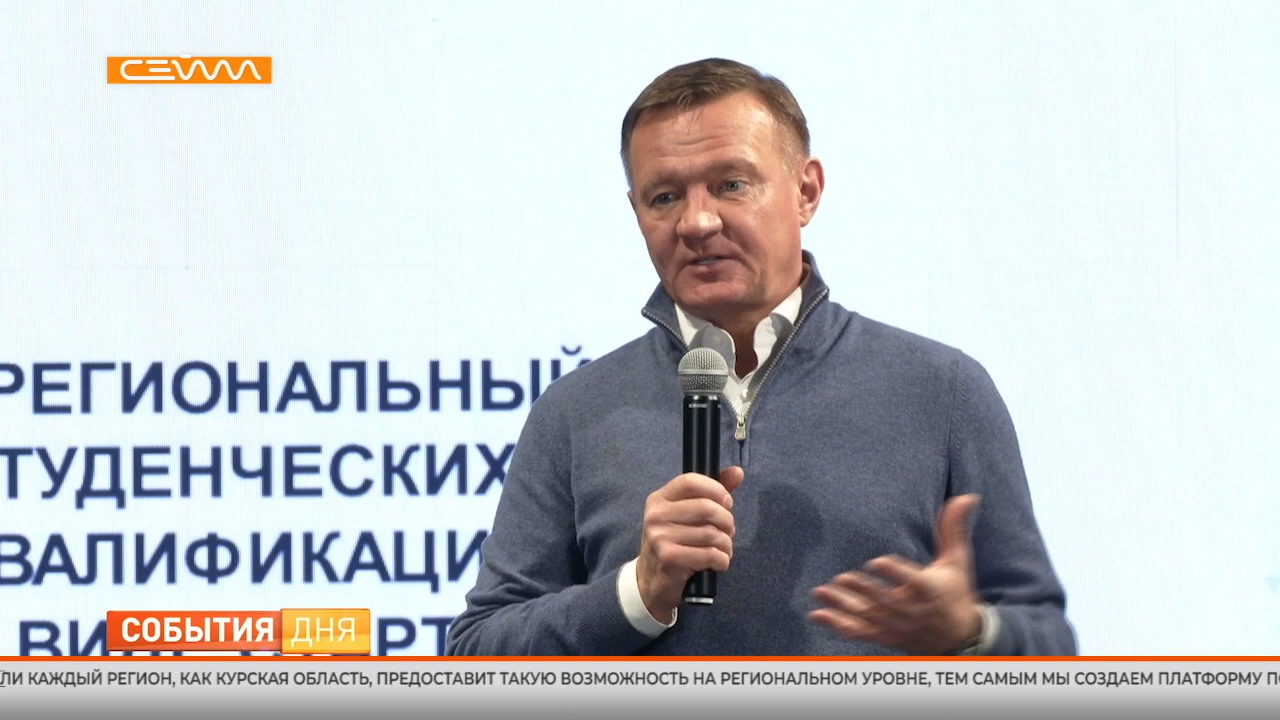 СЕЙМ
РЕГИОНАЛЬНЫЙ
ТУДЕНЧЕСКИХ
ВАЛИФИКАЦИ
СОБЫТИЯ ДНЯ
ЛИ КАЖДЫЙ РЕГИОН, КАК КУРСКАЯ ОБЛАСТЬ, ПРЕДОСТАВИТ ТАКУЮ ВОЗМОЖНОСТЬ НА РЕГИОНАЛЬНОМ УРОВНЕ, ТЕМ САМЫМ МЫ СОЗДАЕМ ПЛАТФОРМУ П